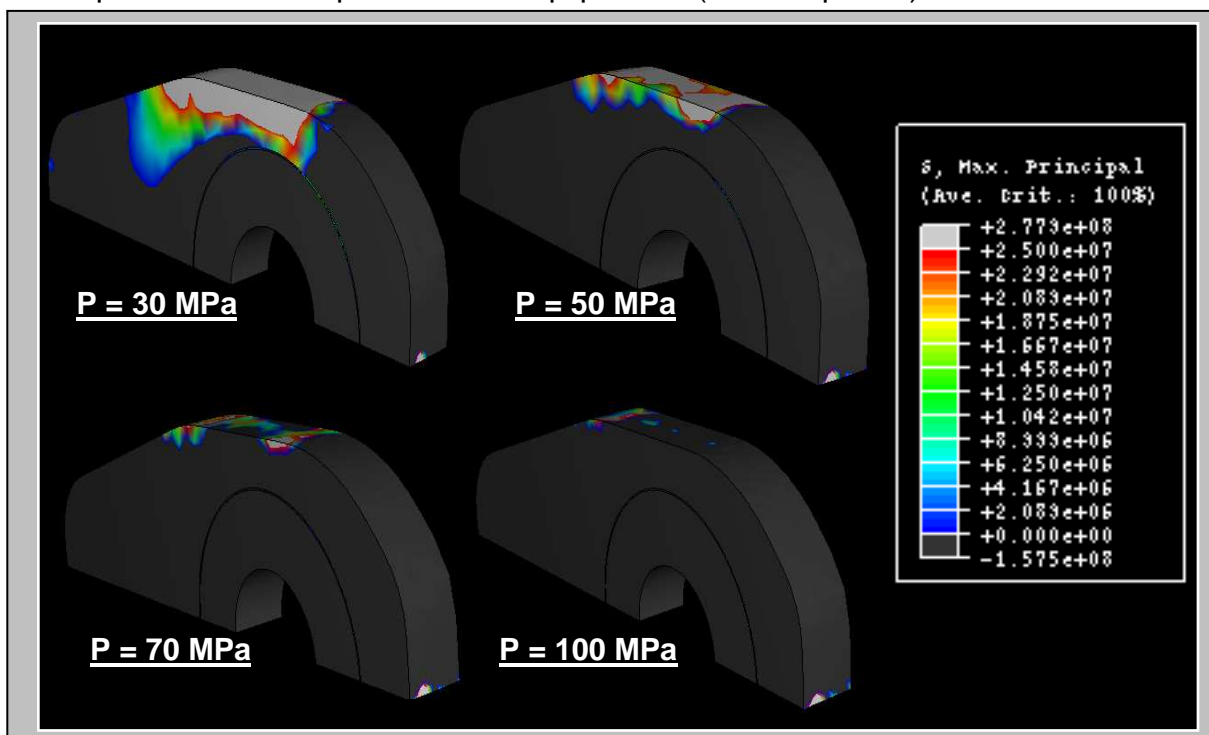 P = 30 MPa
P = 50 MPa
P = 70 MPa
P = 100 MPa
S, Max. Principal
(Ave. Crit.: 100%)
+2.779e+08
+2.500e+07
+2.292e+07
+2.083e+07
+1.875e+07
+1.667e+07
+1.458e+07
+1.250e+07
+1.042e+07
+8.333e+06
+6.250e+06
+4.167e+06
+2.083e+06
+0.000e+00
-1.575e+08